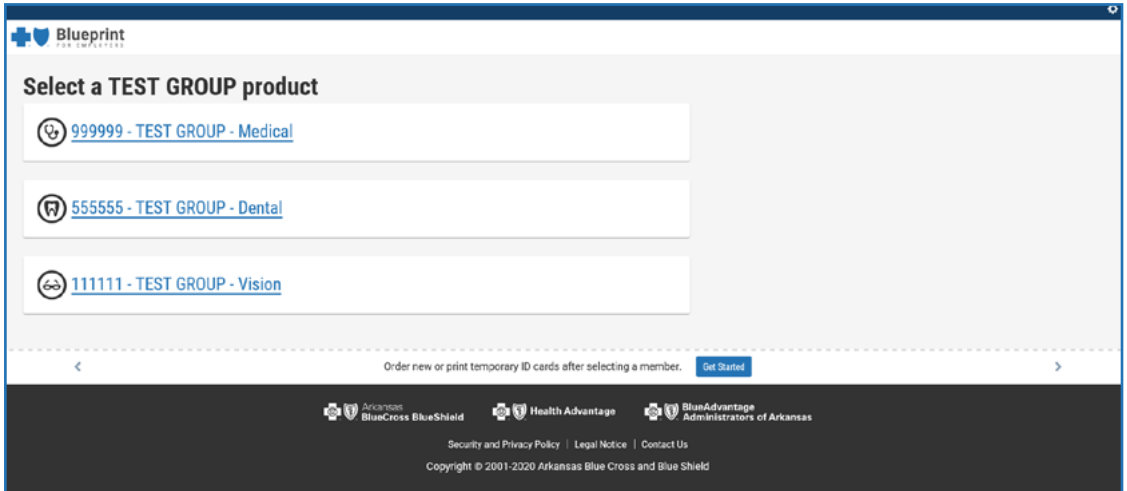 Blueprint
FOR EMPLOYERS
Select a TEST GROUP product
999999 - TEST GROUP - Medical
555555 - TEST GROUP - Dental
111111 - TEST GROUP - Vision
Order new or print temporary ID cards after selecting a member. Get Started
Arkansas
BlueCross BlueShield
Health Advantage
BlueAdvantage
Administrators of Arkansas
Security and Privacy Policy | Legal Notice | Contact Us
Copyright © 2001-2020 Arkansas Blue Cross and Blue Shield